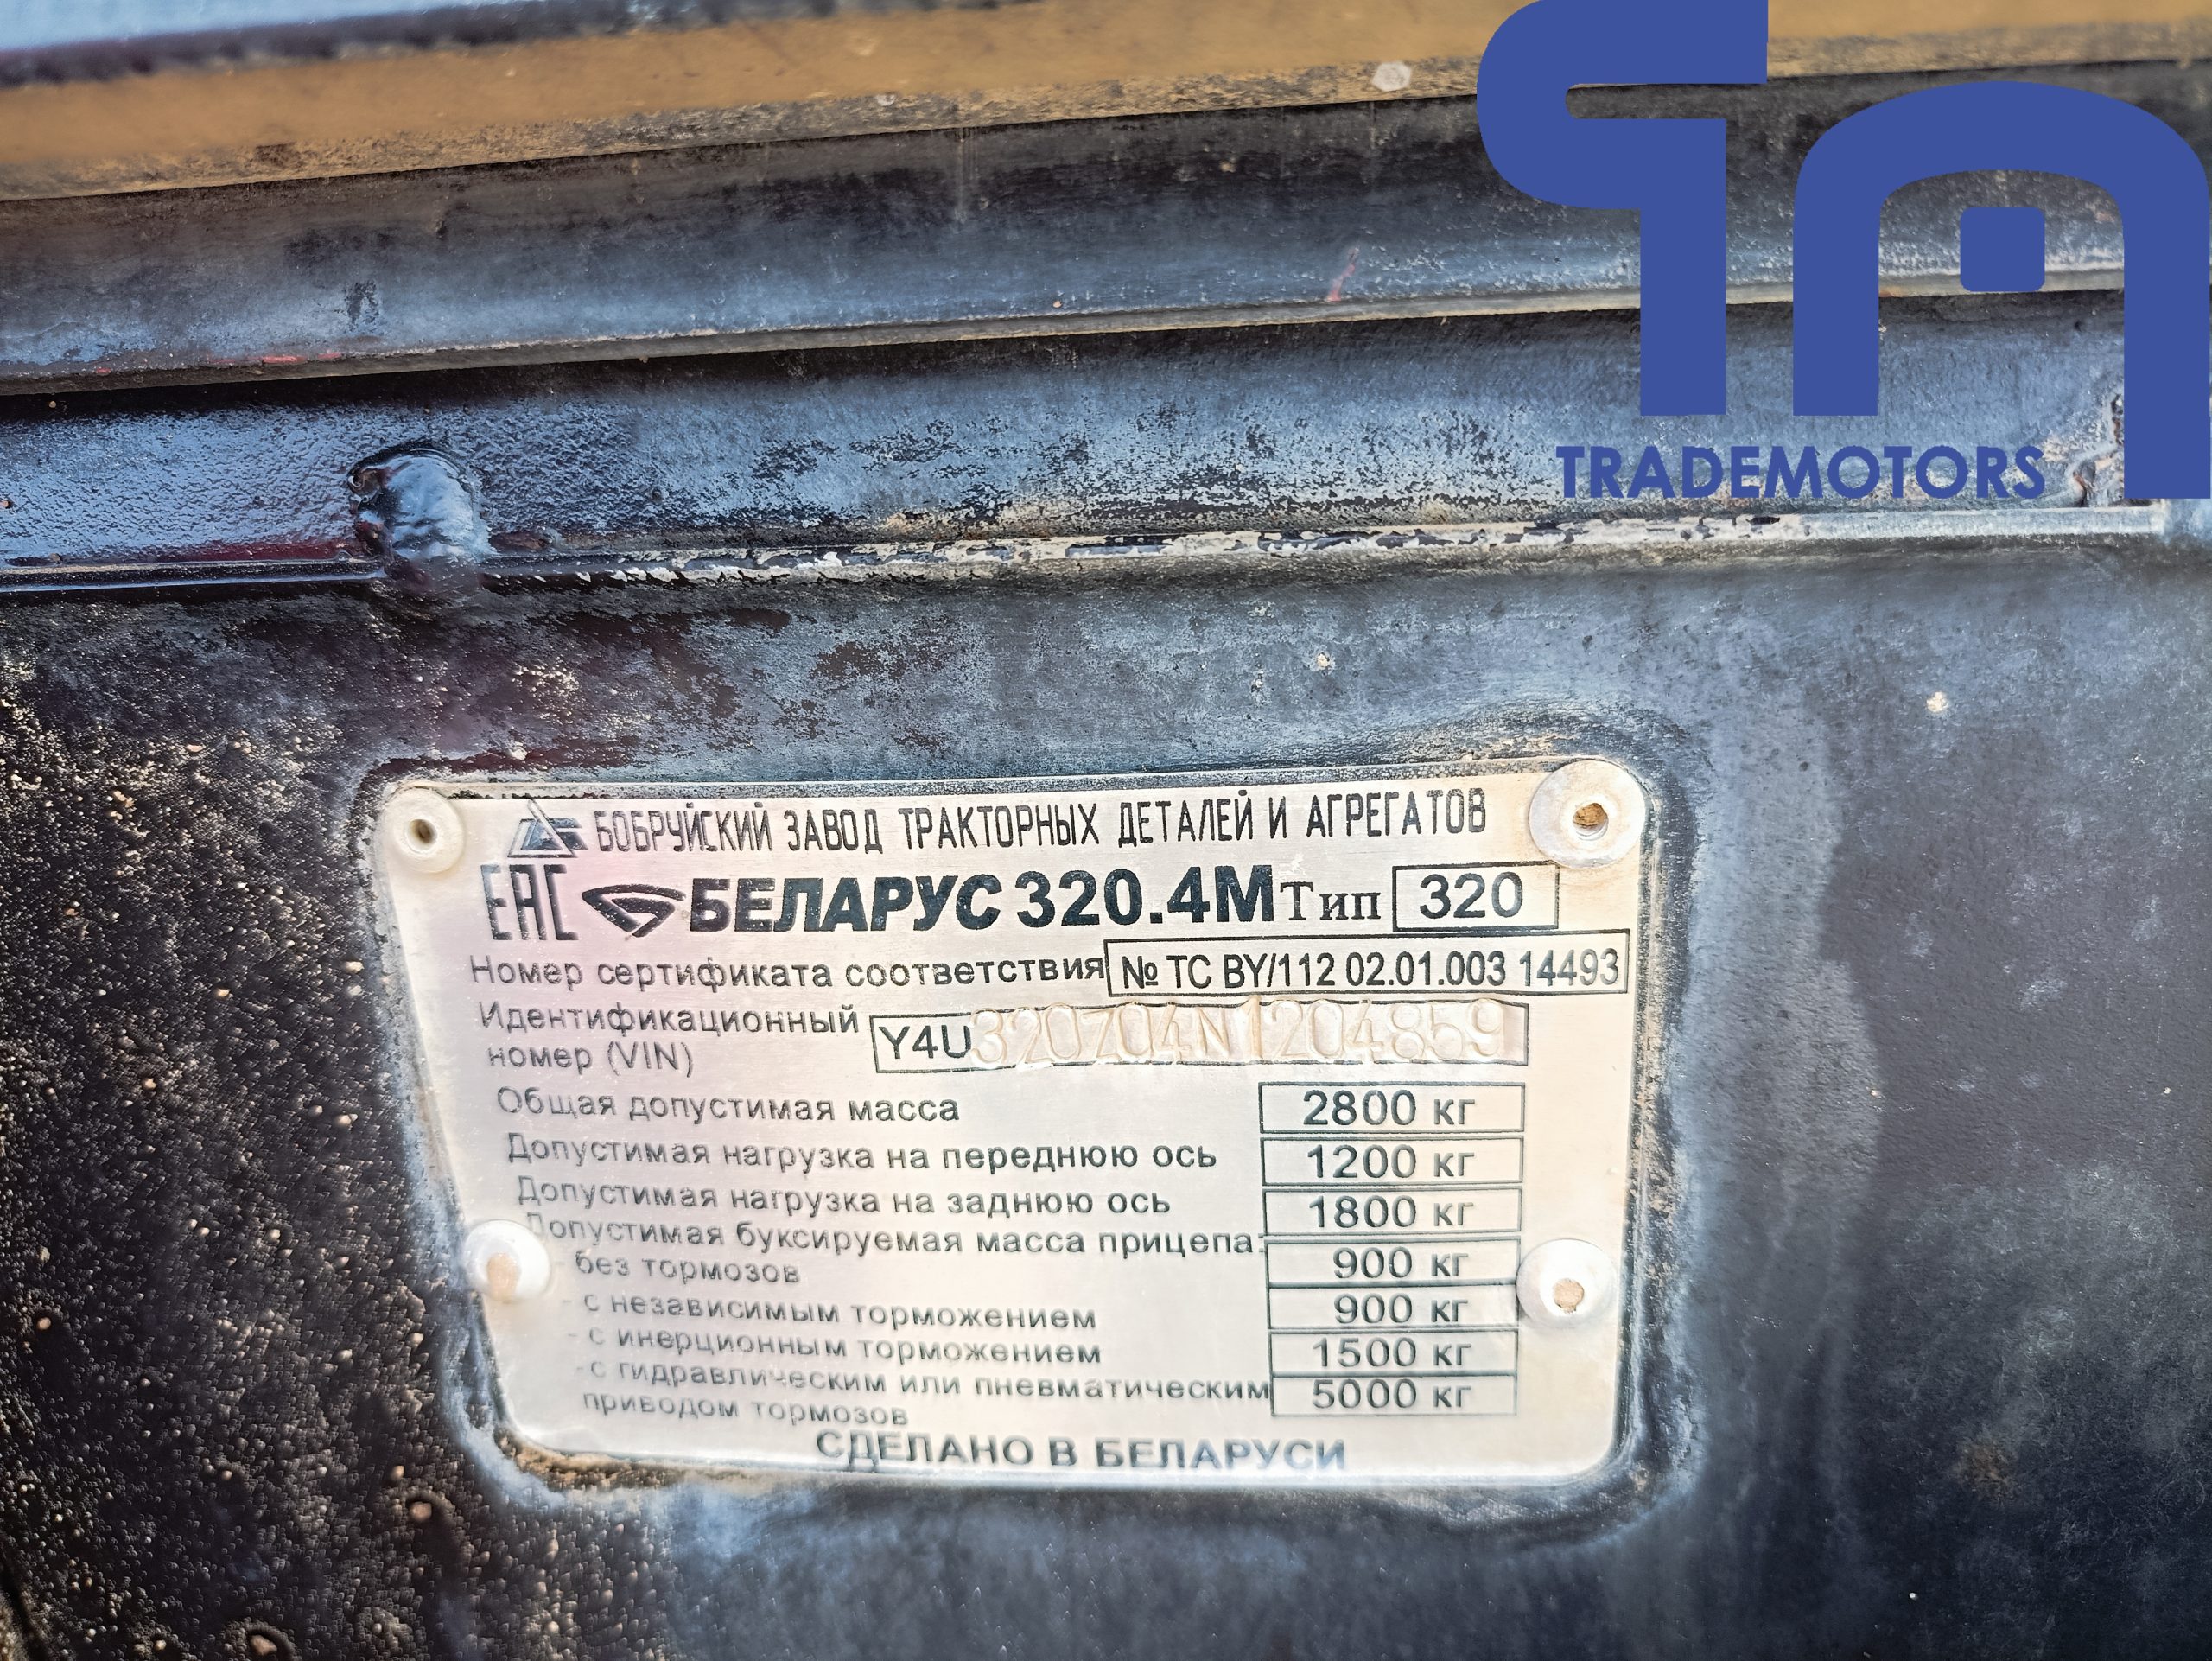 TRADEMOTORS
БОБРУЙСКИЙ ЗАВОД ТРАКТОРНЫХ ДЕТАЛЕЙ И АГРЕГАТОВ
ЕАС БЕЛАРУС 320.4М Тип 320
Номер сертификата соответствия № ТС BY/112 02.01.003 14493
Идентификационный
номер (VIN) Y4U320Z04N1204859
Общая допустимая масса 2800 кг
Допустимая нагрузка на переднюю ось 1200 кг
Допустимая нагрузка на заднюю ось 1800 кг
Допустимая буксируемая масса прицепа:
без тормозов 900 кг
- с независимым торможением 900 кг
- с инерционным торможением 1500 кг
- с гидравлическим или пневматическим 5000 кг
приводом тормозов
СДЕЛАНО В БЕЛАРУСИ